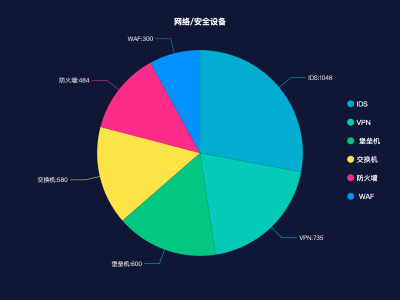 网络/安全设备
WAF:300
IDS:1048
防火墙:484
IDS
VPN
堡垒机
交换机
防火墙
WAF
交换机:580
VPN:735
堡垒机:600